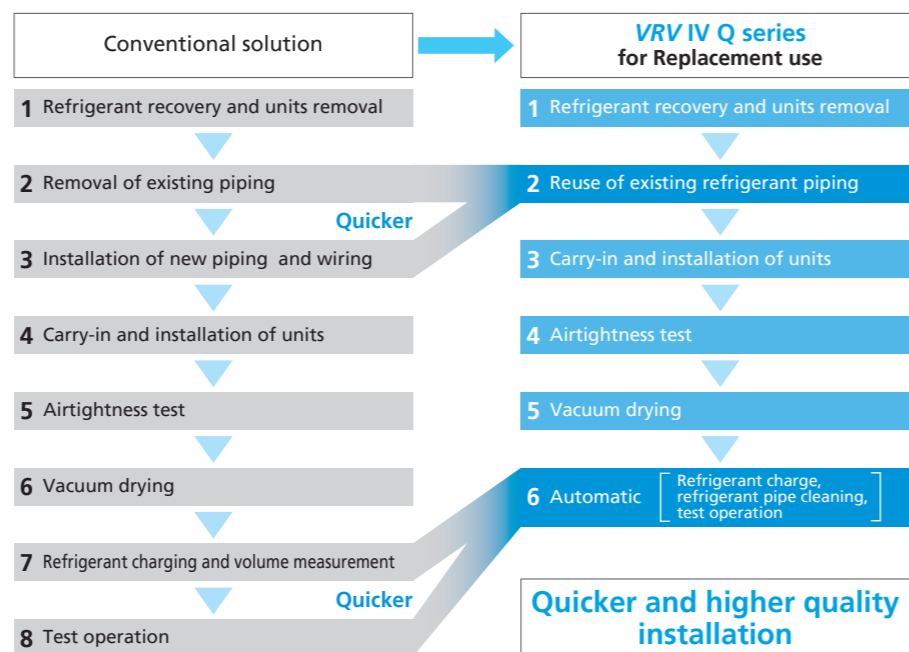 Conventional solution
1 Refrigerant recovery and units removal
2 Removal of existing piping
Quicker
3 Installation of new piping and wiring
4 Carry-in and installation of units
5 Airtightness test
6 Vacuum drying
7 Refrigerant charging and volume measurement
Quicker
8 Test operation
VRV IV Q series
for Replacement use
1 Refrigerant recovery and units removal
2 Reuse of existing refrigerant piping
3 Carry-in and installation of units
4 Airtightness test
5 Vacuum drying
6 Automatic
Refrigerant charge,
refrigerant pipe cleaning,
test operation
Quicker and higher quality
installation